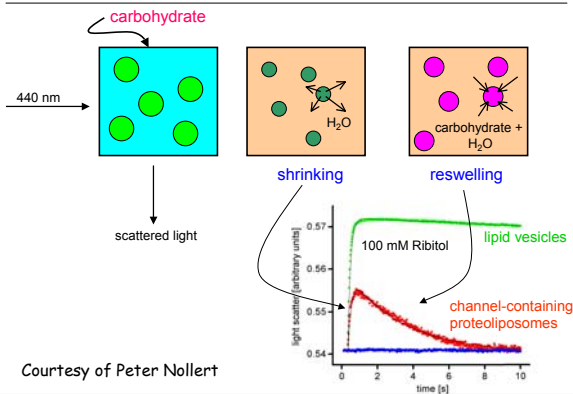 carbohydrate
440 nm
H₂O
carbohydrate +
H₂O
shrinking
reswelling
scattered light
0.57
0.56
0.55
0.54
light scatter [arbitrary units]
100 mM Ribitol
lipid vesicles
channel-containing
proteoliposomes
0
2
4
6
8
10
time [s]
Courtesy of Peter Nollert